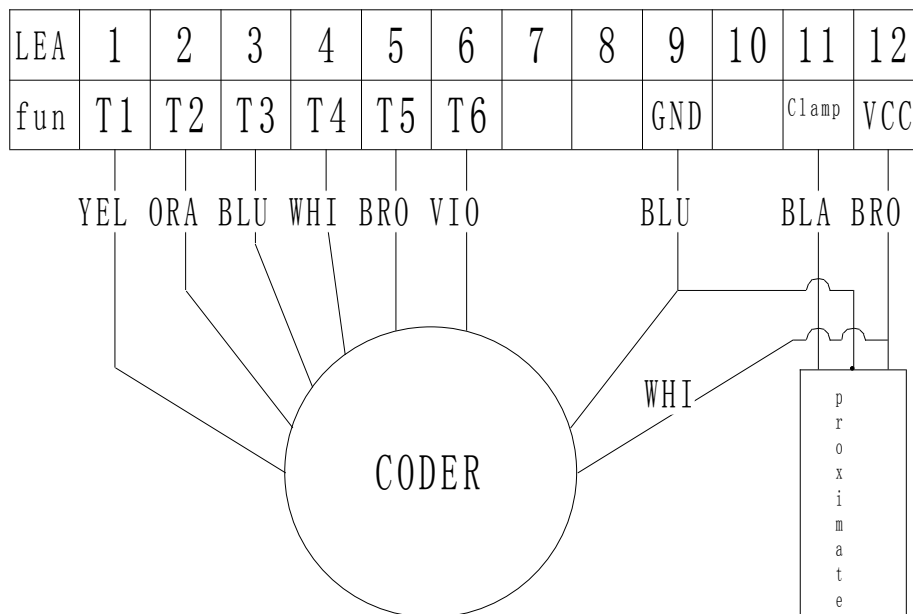 LEA 1 2 3 4 5 6 7 8 9 10 11 12
fun T1 T2 T3 T4 T5 T6 GND Clamp VCC
YEL ORA BLU WHI BRO VIO BLU BLA BRO
WHI
CODER
proximate